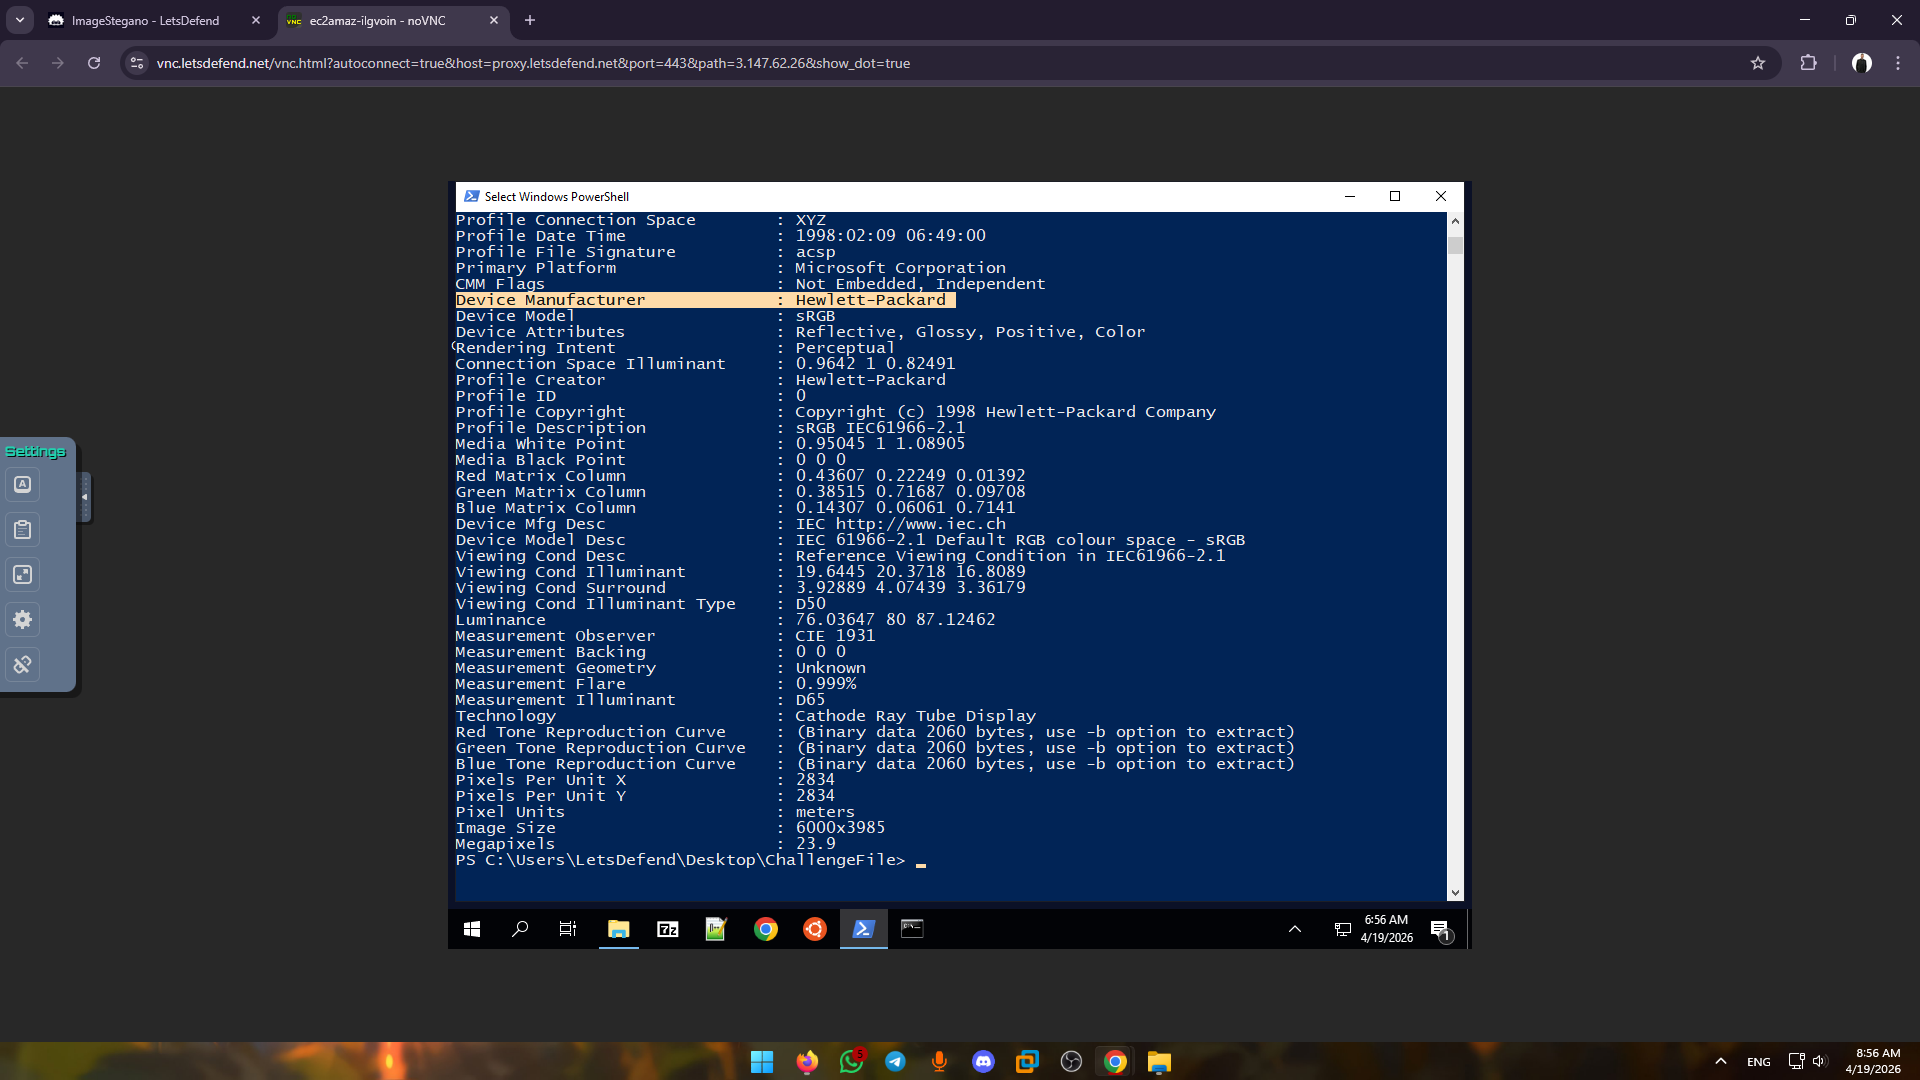 ImageStegano - LetsDefend
ec2amaz-ilgvoin - noVNC
vnc.letsdefend.net/vnc.html?autoconnect=true&host=proxy.letsdefend.net&port=443&path=3.147.62.26&show_dot=true
Select Windows PowerShell
Profile Connection Space : XYZ
Profile Date Time : 1998:02:09 06:49:00
Profile File Signature : acsp
Primary Platform : Microsoft Corporation
CMM Flags : Not Embedded, Independent
Device Manufacturer : Hewlett-Packard
Device Model : sRGB
Device Attributes : Reflective, Glossy, Positive, Color
Rendering Intent : Perceptual
Connection Space Illuminant : 0.9642 1 0.82491
Profile Creator : Hewlett-Packard
Profile ID : 0
Profile Copyright : Copyright (c) 1998 Hewlett-Packard Company
Profile Description : sRGB IEC61966-2.1
Media White Point : 0.95045 1 1.08905
Media Black Point : 0 0 0
Red Matrix Column : 0.43607 0.22249 0.01392
Green Matrix Column : 0.38515 0.71687 0.09708
Blue Matrix Column : 0.14307 0.06061 0.7141
Device Mfg Desc : IEC http://www.iec.ch
Device Model Desc : IEC 61966-2.1 Default RGB colour space - sRGB
Viewing Cond Desc : Reference Viewing Condition in IEC61966-2.1
Viewing Cond Illuminant : 19.6445 20.3718 16.8089
Viewing Cond Surround : 3.92889 4.07439 3.36179
Viewing Cond Illuminant Type : D50
Luminance : 76.03647 80 87.12462
Measurement Observer : CIE 1931
Measurement Backing : 0 0 0
Measurement Geometry : Unknown
Measurement Flare : 0.999%
Measurement Illuminant : D65
Technology : Cathode Ray Tube Display
Red Tone Reproduction Curve : (Binary data 2060 bytes, use -b option to extract)
Green Tone Reproduction Curve : (Binary data 2060 bytes, use -b option to extract)
Blue Tone Reproduction Curve : (Binary data 2060 bytes, use -b option to extract)
Pixels Per Unit X : 2834
Pixels Per Unit Y : 2834
Pixel Units : meters
Image Size : 6000x3985
Megapixels : 23.9
PS C:\Users\LetsDefend\Desktop\ChallengeFile>
Settings
A
7z
6:56 AM
4/19/2026
1
5
ENG
8:56 AM
4/19/2026